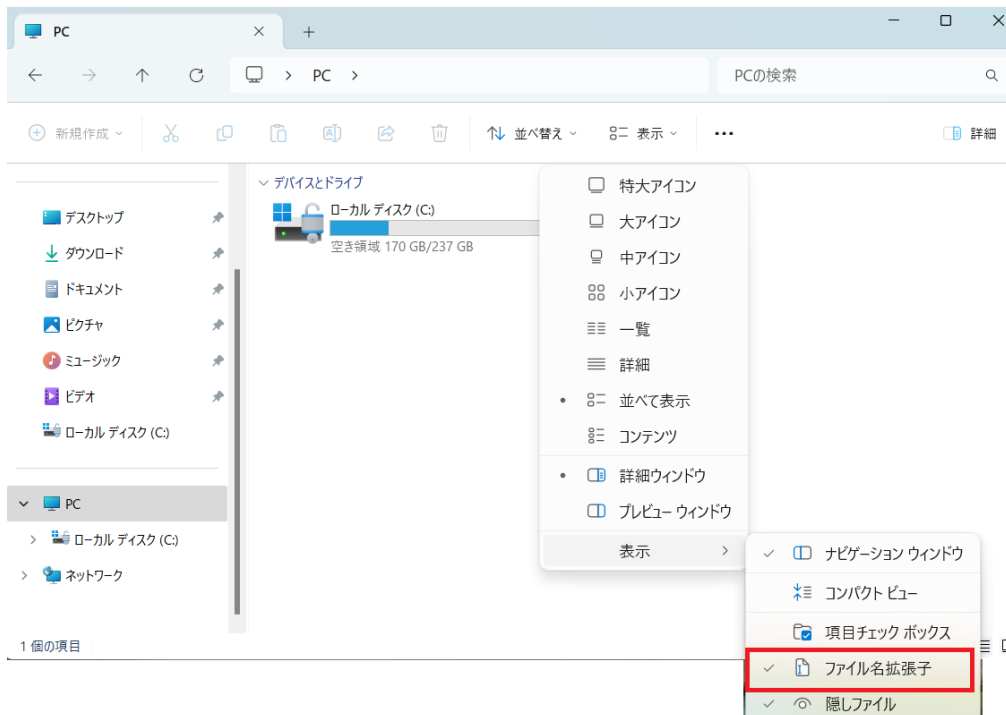 PC
PC
PCの検索
新規作成
並べ替え
表示
詳細
デスクトップ
ダウンロード
ドキュメント
ピクチャ
ミュージック
ビデオ
ローカル ディスク (C:)
PC
ローカル ディスク (C:)
ネットワーク
デバイスとドライブ
ローカル ディスク (C:)
空き領域 170 GB/237 GB
特大アイコン
大アイコン
中アイコン
小アイコン
一覧
詳細
並べて表示
コンテンツ
詳細ウィンドウ
プレビュー ウィンドウ
表示
ナビゲーション ウィンドウ
コンパクト ビュー
項目チェック ボックス
ファイル名拡張子
隠しファイル
1 個の項目